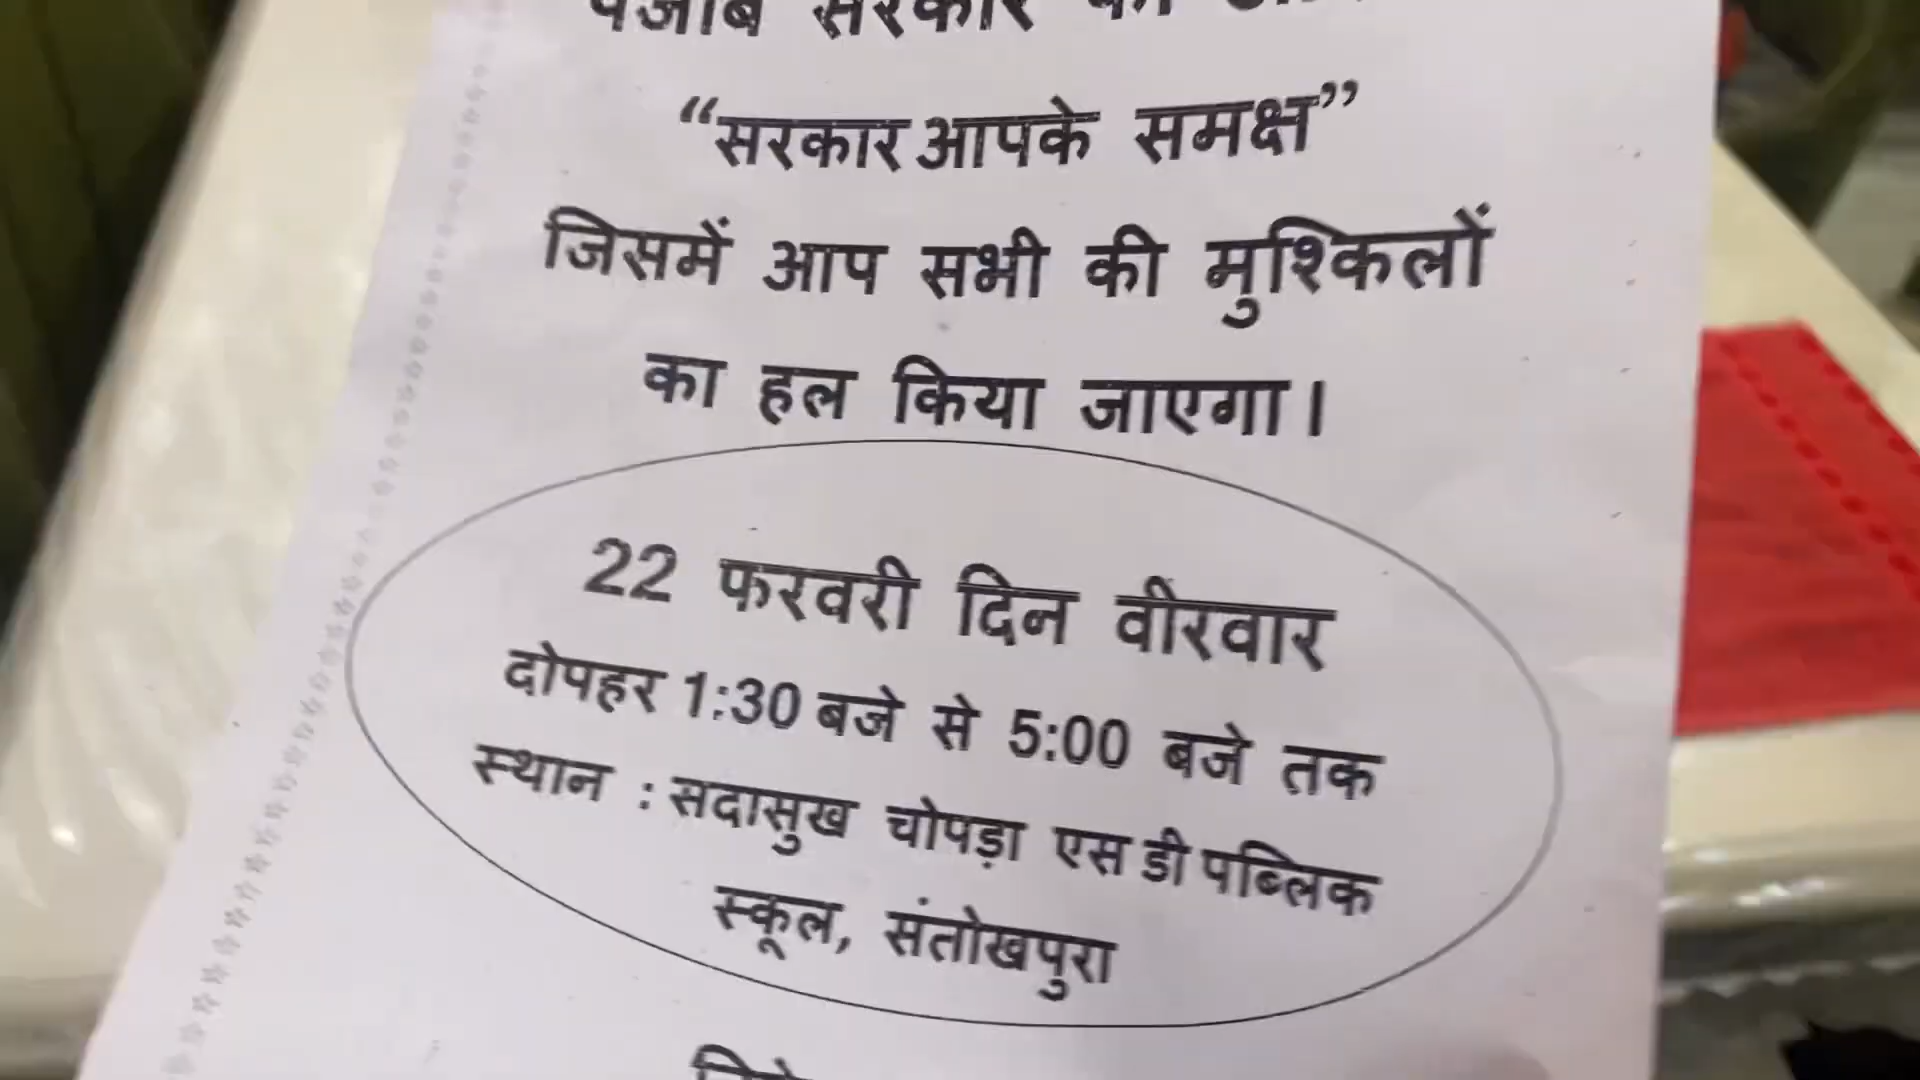 पंजाब सरकार की
“सरकार आपके समक्ष”
जिसमें आप सभी की मुश्किलों
का हल किया जाएगा।
22 फरवरी दिन वीरवार
दोपहर 1:30 बजे से 5:00 बजे तक
स्थान : सदासुख चोपड़ा एस डी पब्लिक
स्कूल, संतोखपुरा